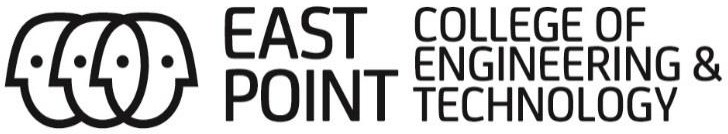 EAST
POINT
COLLEGE OF
ENGINEERING &
TECHNOLOGY